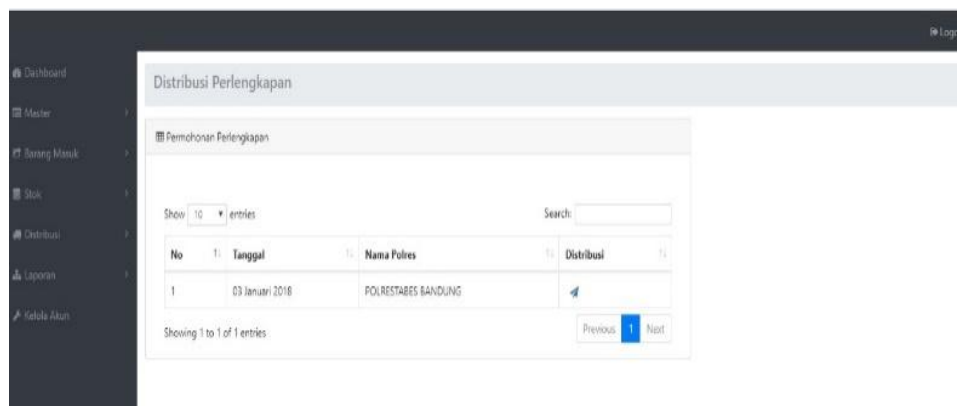 Logo
Dashboard
Master
Barang Masuk
Stok
Distribusi
Laporan
Kelola Akun
Distribusi Perlengkapan
Permohonan Perlengkapan
Show 10 entries Search:
No Tanggal Nama Polres Distribusi
1 03 Januari 2018 POLRESTABES BANDUNG
Showing 1 to 1 of 1 entries Previous 1 Next